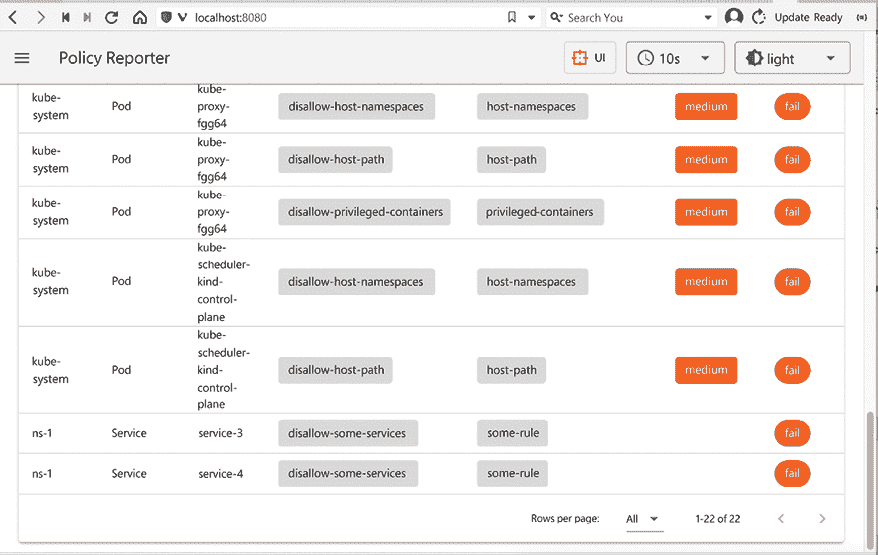 localhost:8080
Search You
Update Ready
Policy Reporter
UI
10s
light
kube-
system
Pod
kube-
proxy-
fgg64
disallow-host-namespaces
host-namespaces
medium
fail
kube-
system
Pod
kube-
proxy-
fgg64
disallow-host-path
host-path
medium
fail
kube-
system
Pod
kube-
proxy-
fgg64
disallow-privileged-containers
privileged-containers
medium
fail
kube-
system
Pod
kube-
scheduler-
kind-
control-
plane
disallow-host-namespaces
host-namespaces
medium
fail
kube-
system
Pod
kube-
scheduler-
kind-
control-
plane
disallow-host-path
host-path
medium
fail
ns-1
Service
service-3
disallow-some-services
some-rule
fail
ns-1
Service
service-4
disallow-some-services
some-rule
fail
Rows per page:
All
1-22 of 22